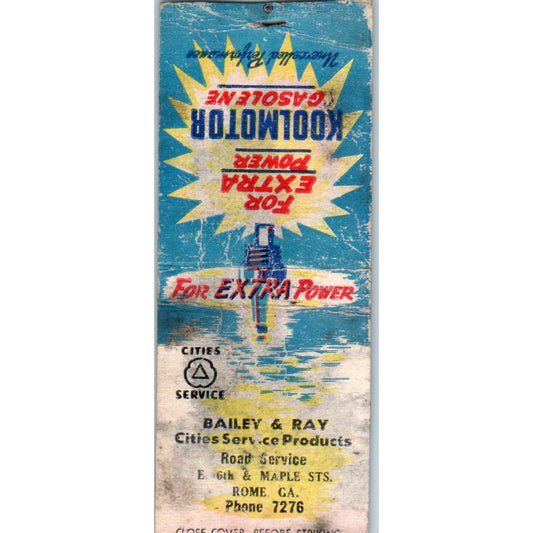 Unexcelled Performance
KOOLMOTOR
GASOLENE
FOR
EXTRA
POWER
FOR EXTRA POWER
CITIES
SERVICE
BAILEY & RAY
Cities Service Products
Road Service
E. 6th & MAPLE STS.
ROME, GA.
Phone 7276
CLOSE COVER BEFORE STRIKING